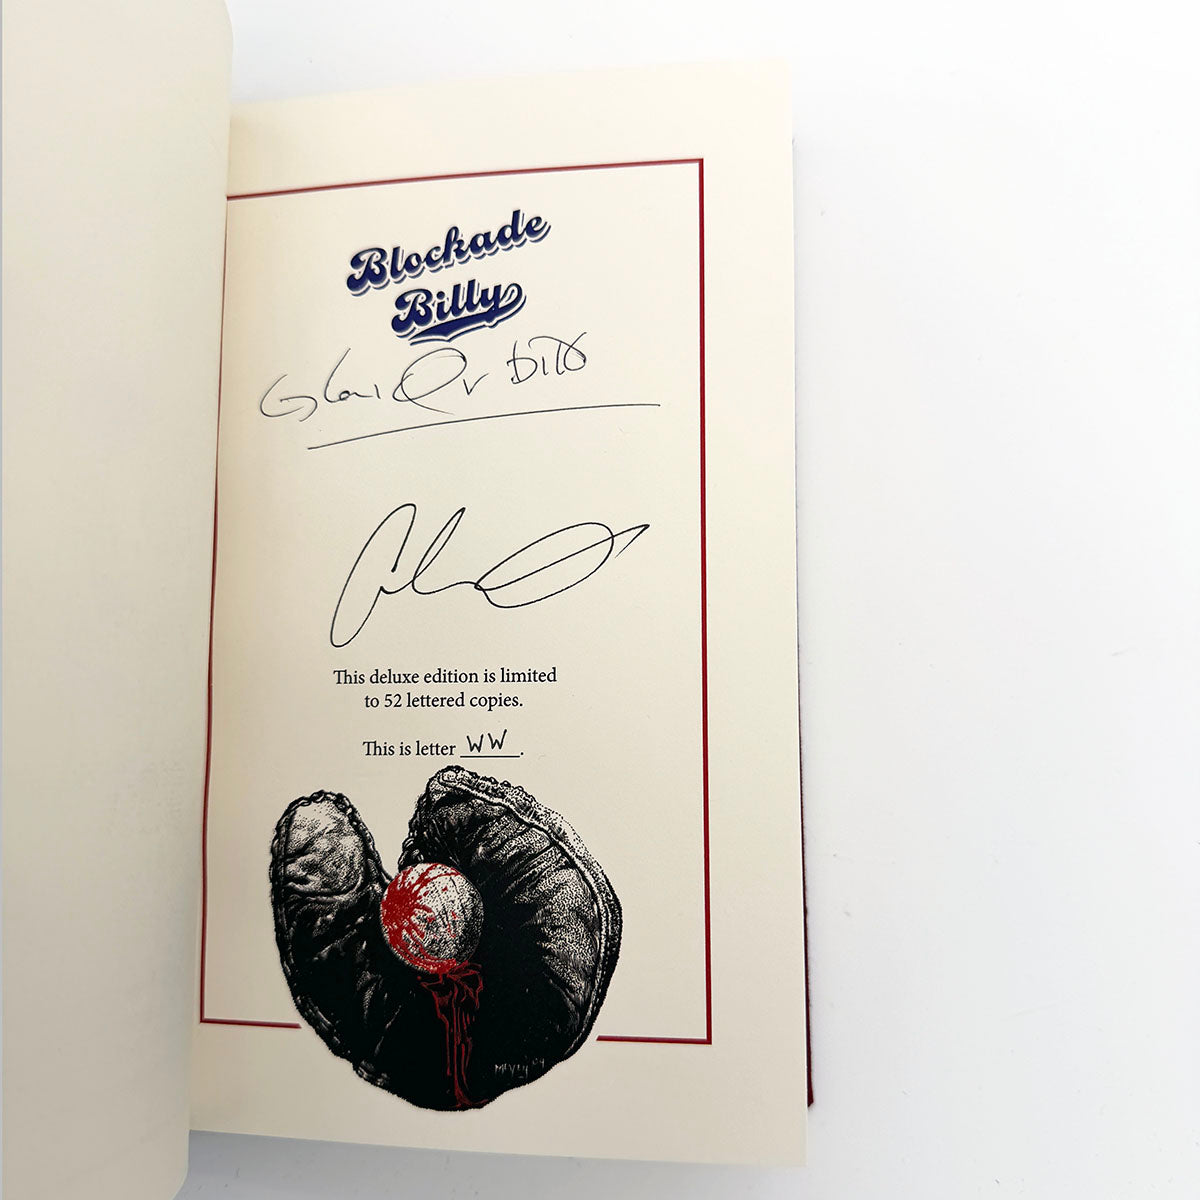 Blockade
Billy
This deluxe edition is limited
to 52 lettered copies.
This is letter WW.